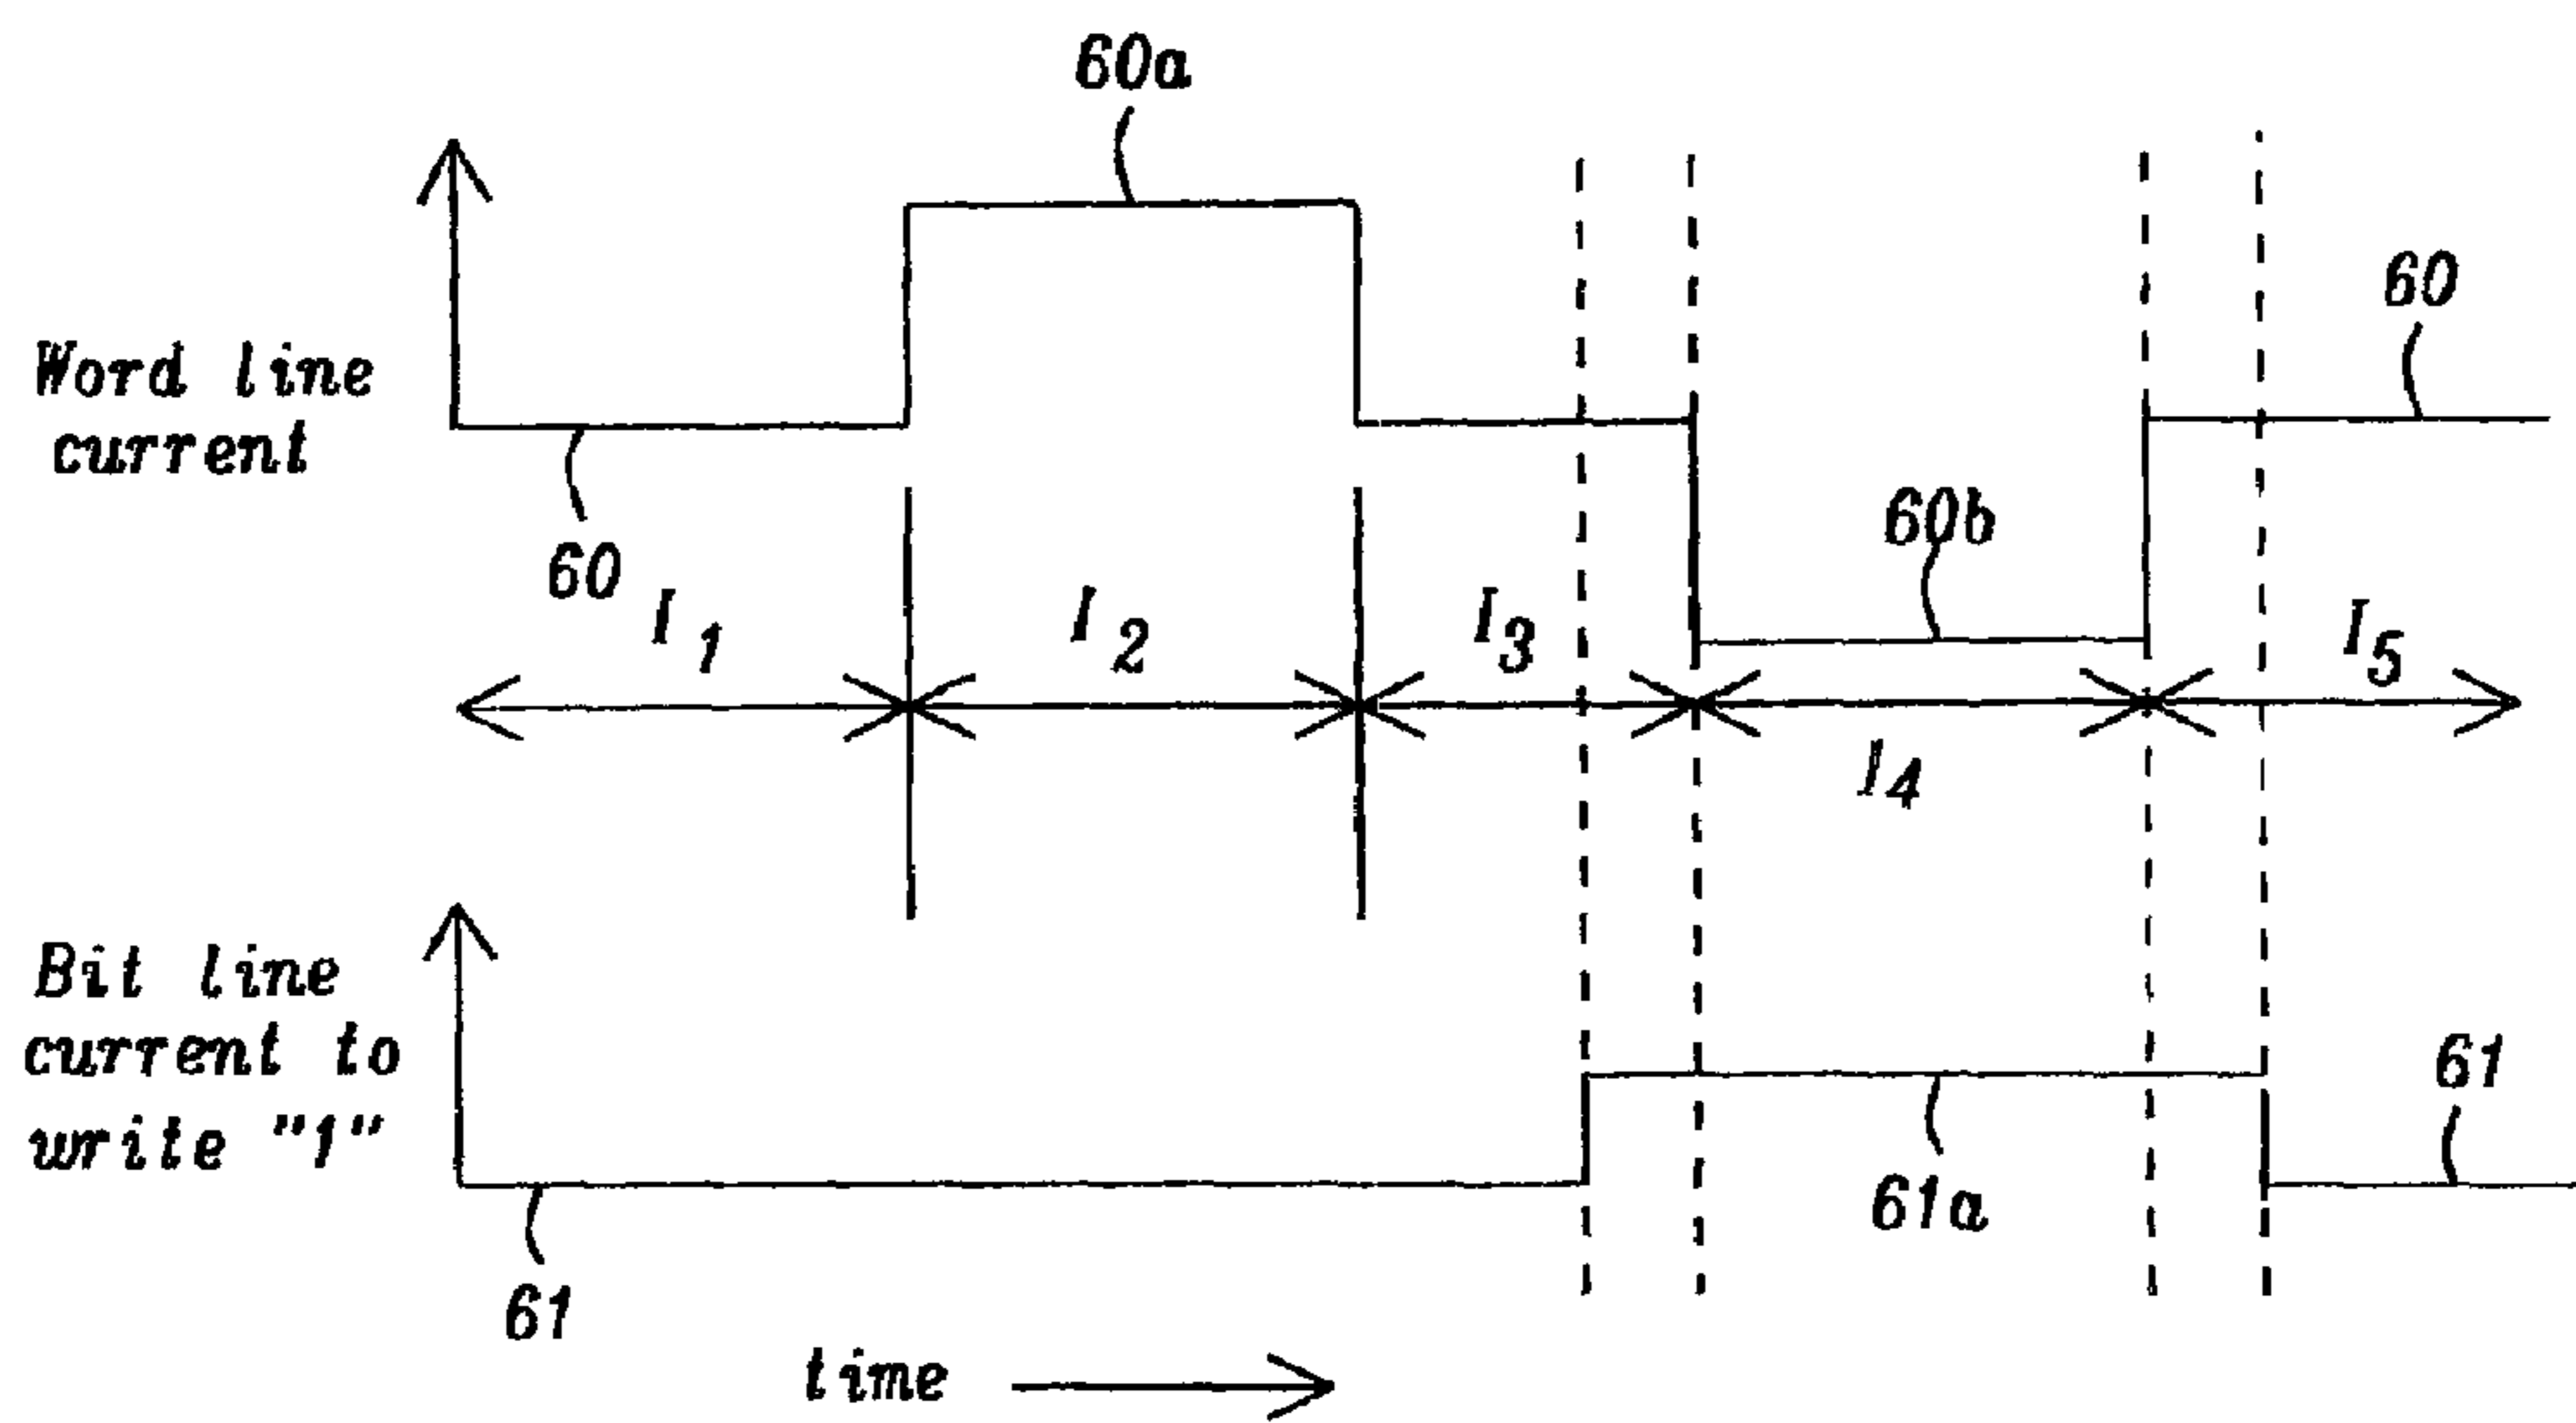 60a
60
Word line
current
60b
60
I1
I2
I3
I5
I4
Bit line
current to
write "1"
61
61a
61
time